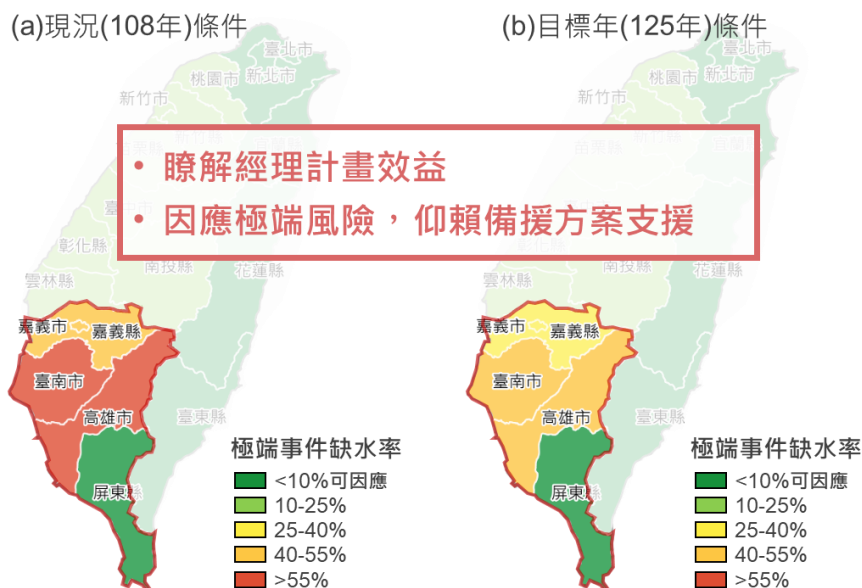 (a)現況(108年)條件
(b)目標年(125年)條件
臺北市
桃園市 新北市
新竹市
臺北市
桃園市 新北市
新竹市
• 瞭解經理計畫效益
• 因應極端風險，仰賴備援方案支援
彰化縣
南投縣
花蓮縣
雲林縣
彰化縣
南投縣
花蓮縣
雲林縣
嘉義市
嘉義縣
臺南市
高雄市
臺東縣
屏東縣
嘉義市
嘉義縣
臺南市
高雄市
臺東縣
屏東縣
極端事件缺水率
<10%可因應
10-25%
25-40%
40-55%
>55%
極端事件缺水率
<10%可因應
10-25%
25-40%
40-55%
>55%